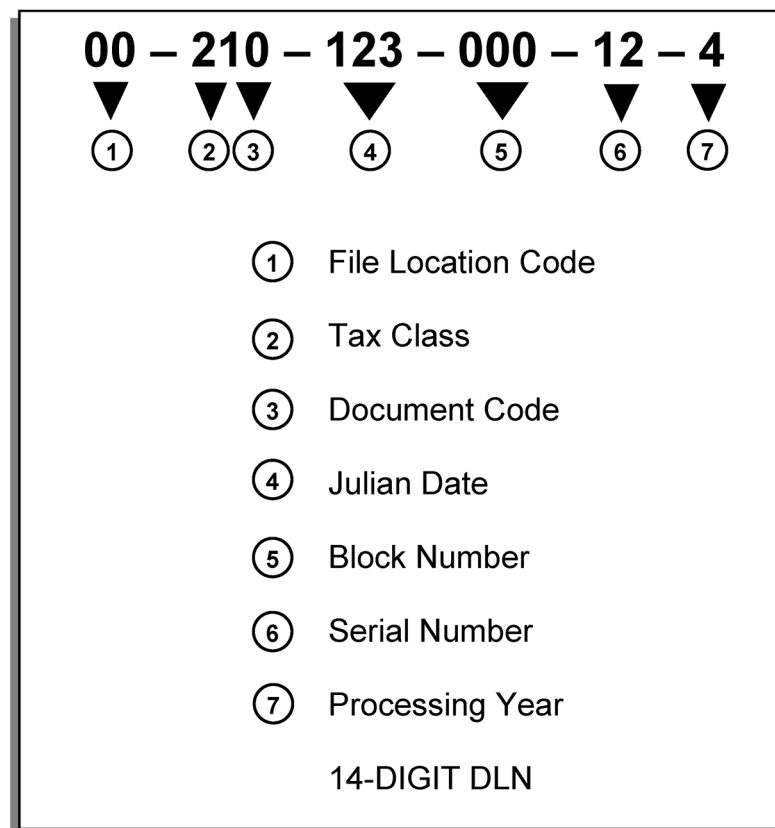 00 – 210 – 123 – 000 – 12 – 4
1 2 3 4 5 6 7
1 File Location Code
2 Tax Class
3 Document Code
4 Julian Date
5 Block Number
6 Serial Number
7 Processing Year
14-DIGIT DLN